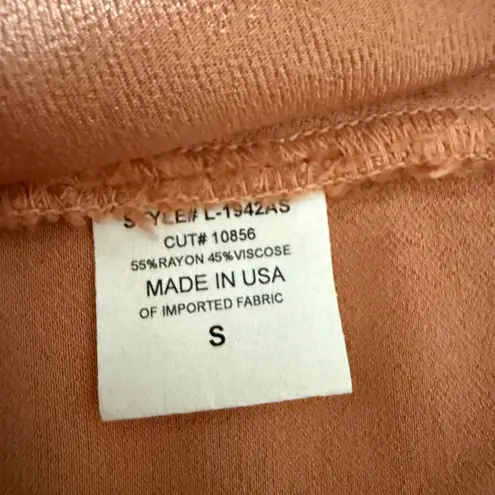 STYLE# L-1942AS
CUT# 10856
55%RAYON 45%VISCOSE
MADE IN USA
OF IMPORTED FABRIC
S